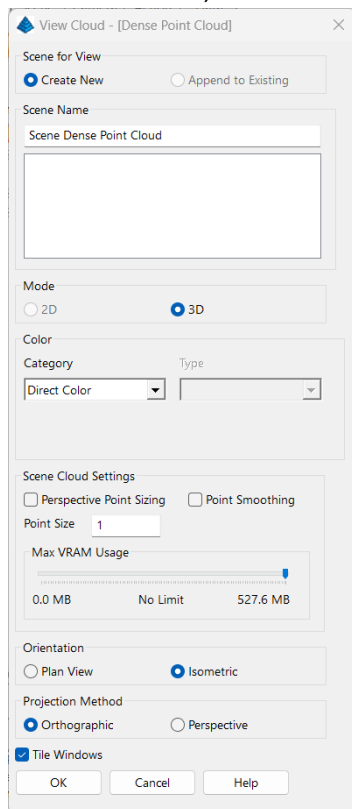 View Cloud - [Dense Point Cloud]
Scene for View
Create New Append to Existing
Scene Name
Scene Dense Point Cloud
Mode
2D 3D
Color
Category Type
Direct Color
Scene Cloud Settings
Perspective Point Sizing Point Smoothing
Point Size 1
Max VRAM Usage
0.0 MB No Limit 527.6 MB
Orientation
Plan View Isometric
Projection Method
Orthographic Perspective
Tile Windows
OK Cancel Help